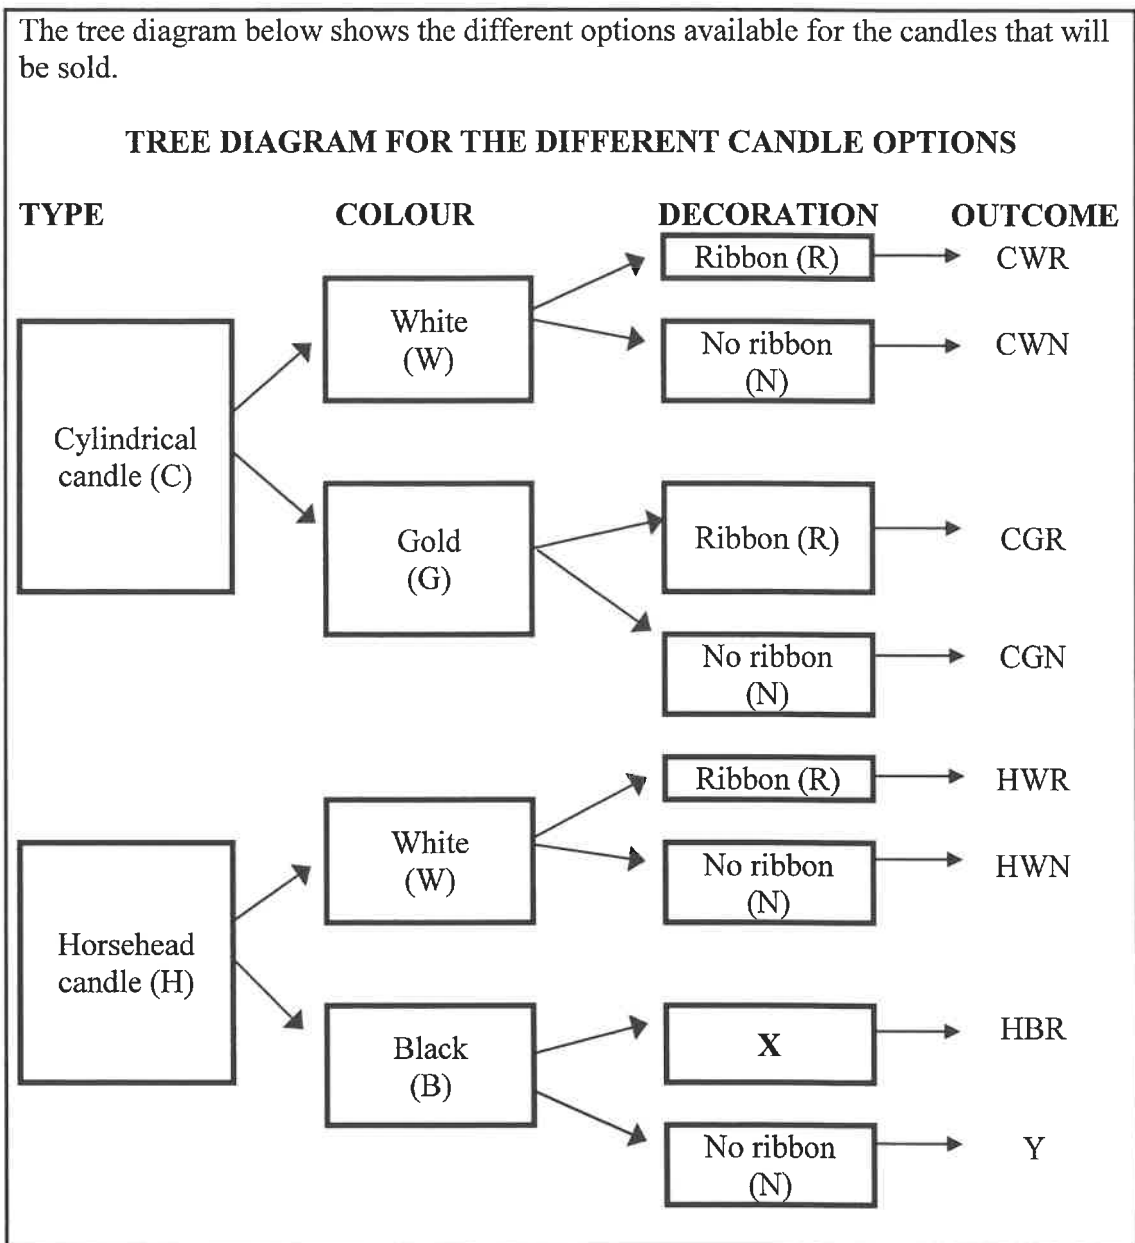 The tree diagram below shows the different options available for the candles that will
be sold.
TREE DIAGRAM FOR THE DIFFERENT CANDLE OPTIONS
TYPE COLOUR DECORATION OUTCOME
Ribbon (R) CWR
White
(W)
No ribbon
(N)
CWN
Cylindrical
candle (C)
Gold
(G)
Ribbon (R) CGR
No ribbon
(N)
CGN
Ribbon (R) HWR
White
(W)
No ribbon
(N)
HWN
Horsehead
candle (H)
Black
(B)
X HBR
No ribbon
(N)
Y